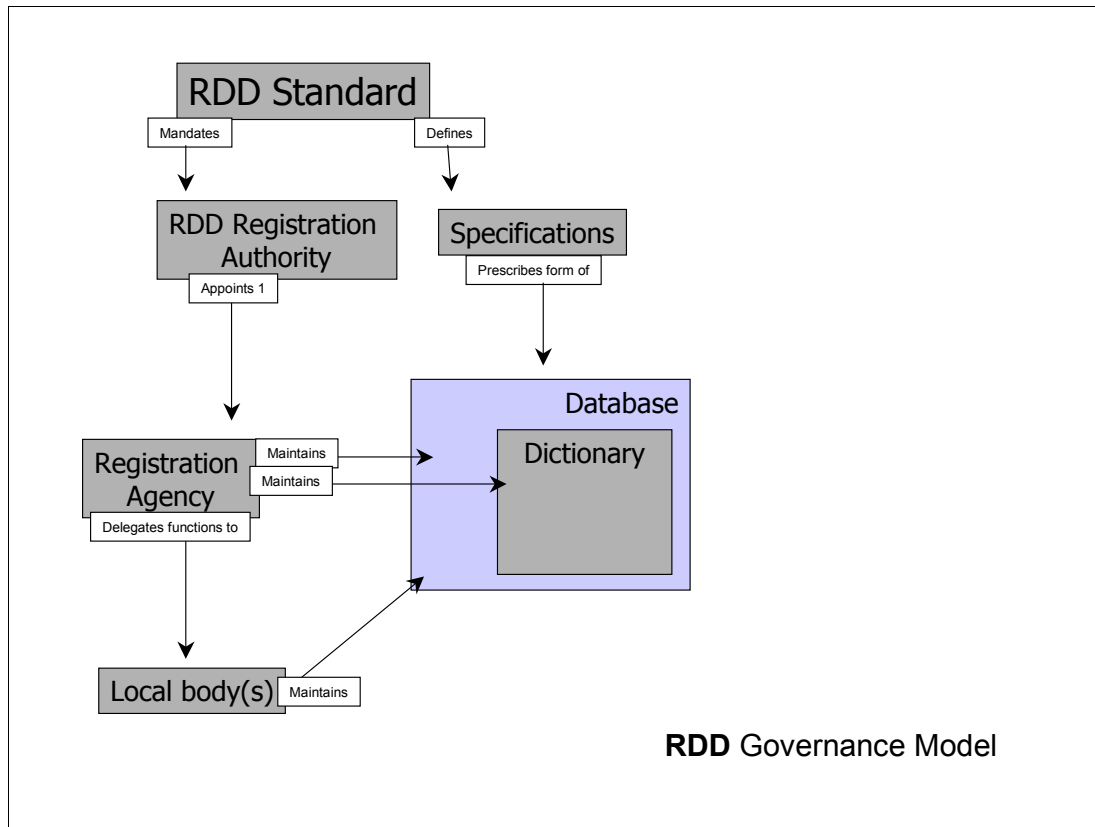 RDD Standard
Mandates
Defines
RDD Registration
Authority
Specifications
Appoints 1
Prescribes form of
Database
Dictionary
Registration
Agency
Maintains
Maintains
Delegates functions to
Local body(s)
Maintains
RDD Governance Model